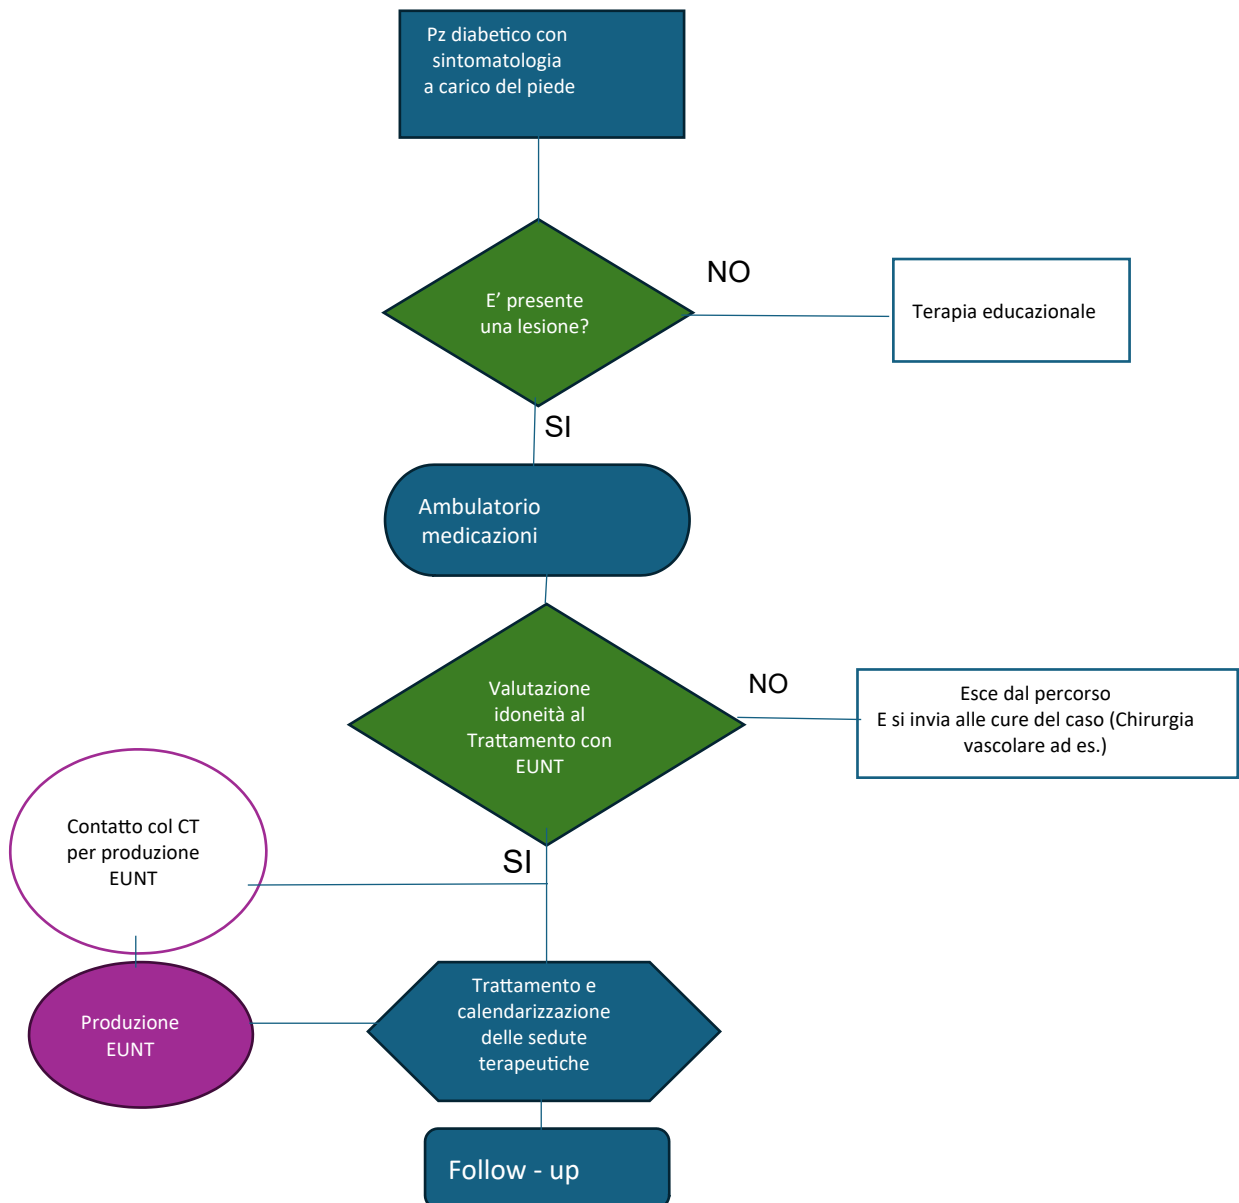 Pz diabetico con
sintomatologia
a carico del piede
E’ presente
una lesione?
NO
Terapia educazionale
SI
Ambulatorio
medicazioni
Valutazione
idoneità al
Trattamento con
EUNT
NO
Esce dal percorso
E si invia alle cure del caso (Chirurgia
vascolare ad es.)
Contatto col CT
per produzione
EUNT
SI
Produzione
EUNT
Trattamento e
calendarizzazione
delle sedute
terapeutiche
Follow - up